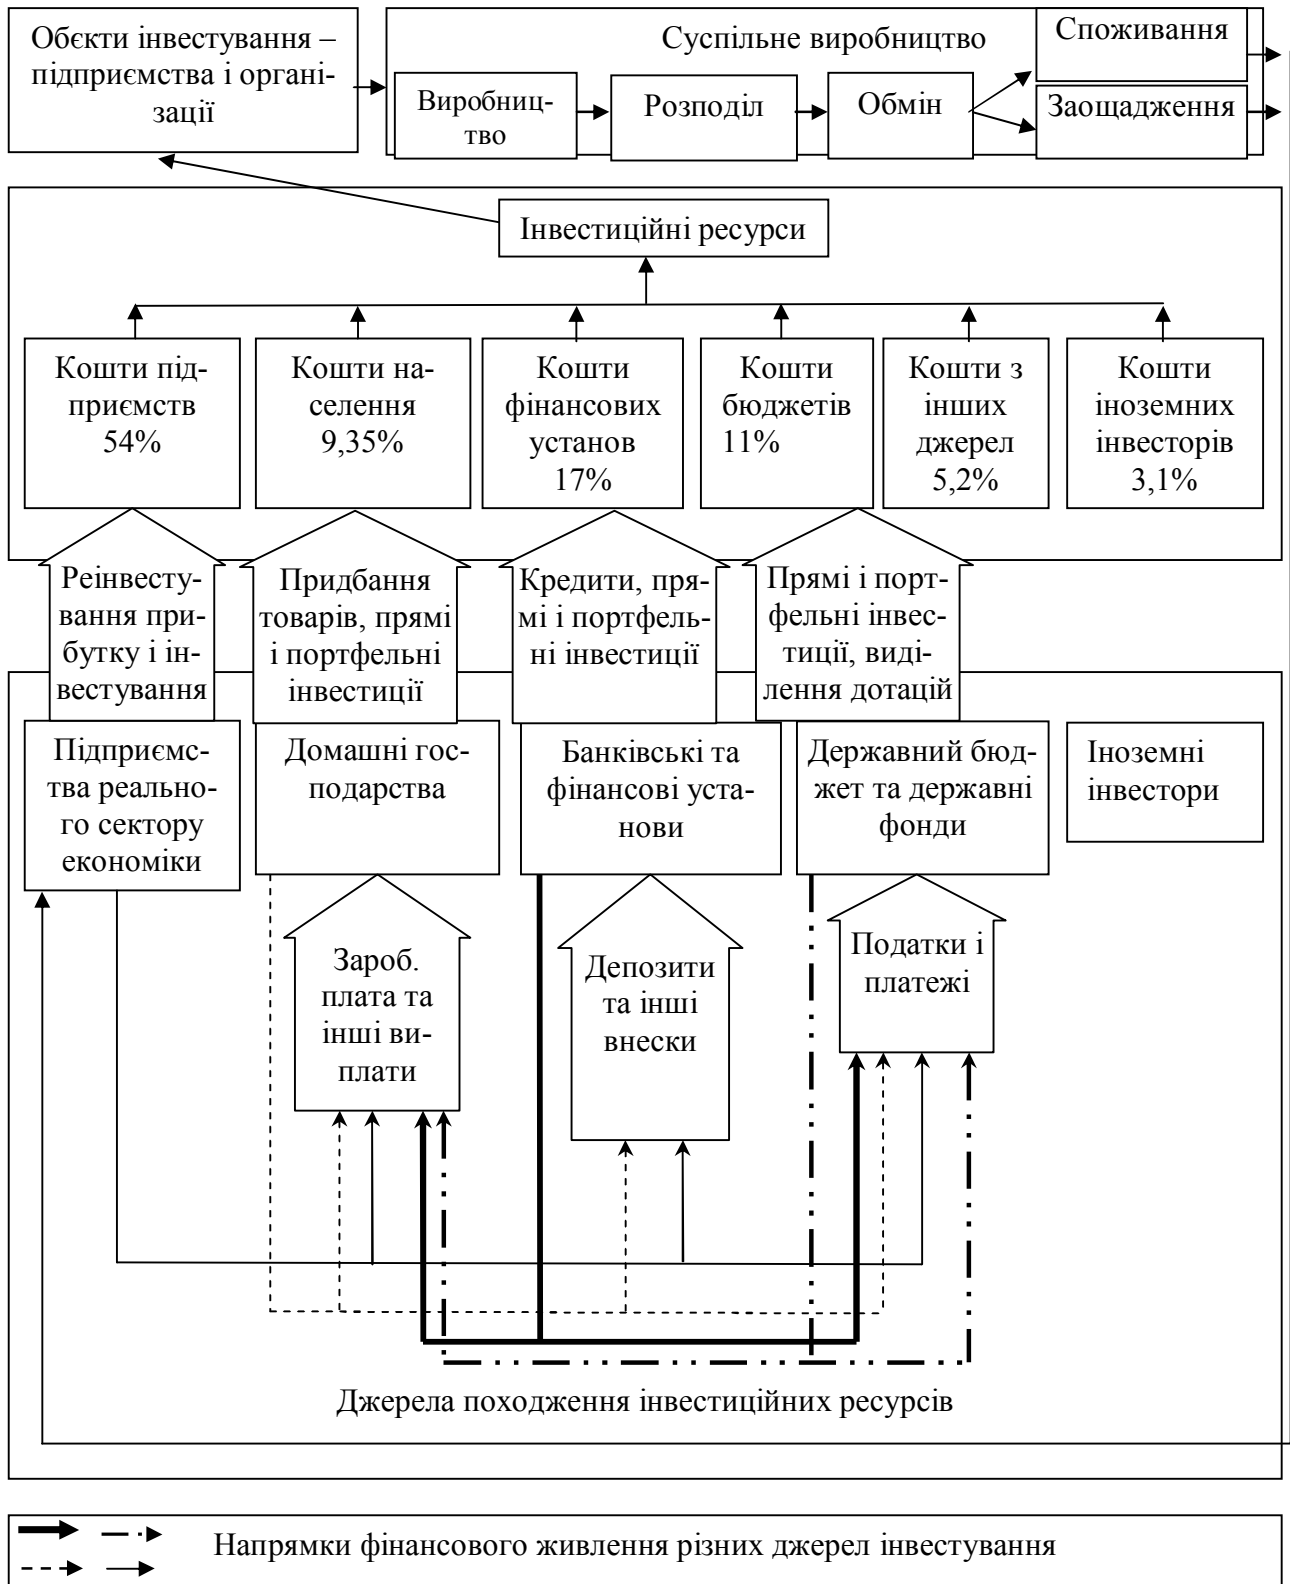 Обєкти інвестування –
підприємства і органі-
зації
Суспільне виробництво
Виробниц-
тво
Розподіл
Обмін
Споживання
Заощадження
Інвестиційні ресурси
Кошти під-
приємств
54%
Кошти на-
селення
9,35%
Кошти
фінансових
установ
17%
Кошти
бюджетів
11%
Кошти з
інших
джерел
5,2%
Кошти
іноземних
інвесторів
3,1%
Реінвесту-
вання при-
бутку і ін-
вестування
Придбання
товарів, прямі
і портфельні
інвестиції
Кредити, пря-
мі і портфель-
ні інвестиції
Прямі і порт-
фельні інвес-
тиції, виді-
лення дотацій
Підприємс-
тва реально-
го сектору
економіки
Домашні гос-
подарства
Банківські та
фінансові уста-
нови
Державний бюд-
жет та державні
фонди
Іноземні
інвестори
Зароб.
плата та
інші ви-
плати
Депозити
та інші
внески
Податки і
платежі
Джерела походження інвестиційних ресурсів
Напрямки фінансового живлення різних джерел інвестування